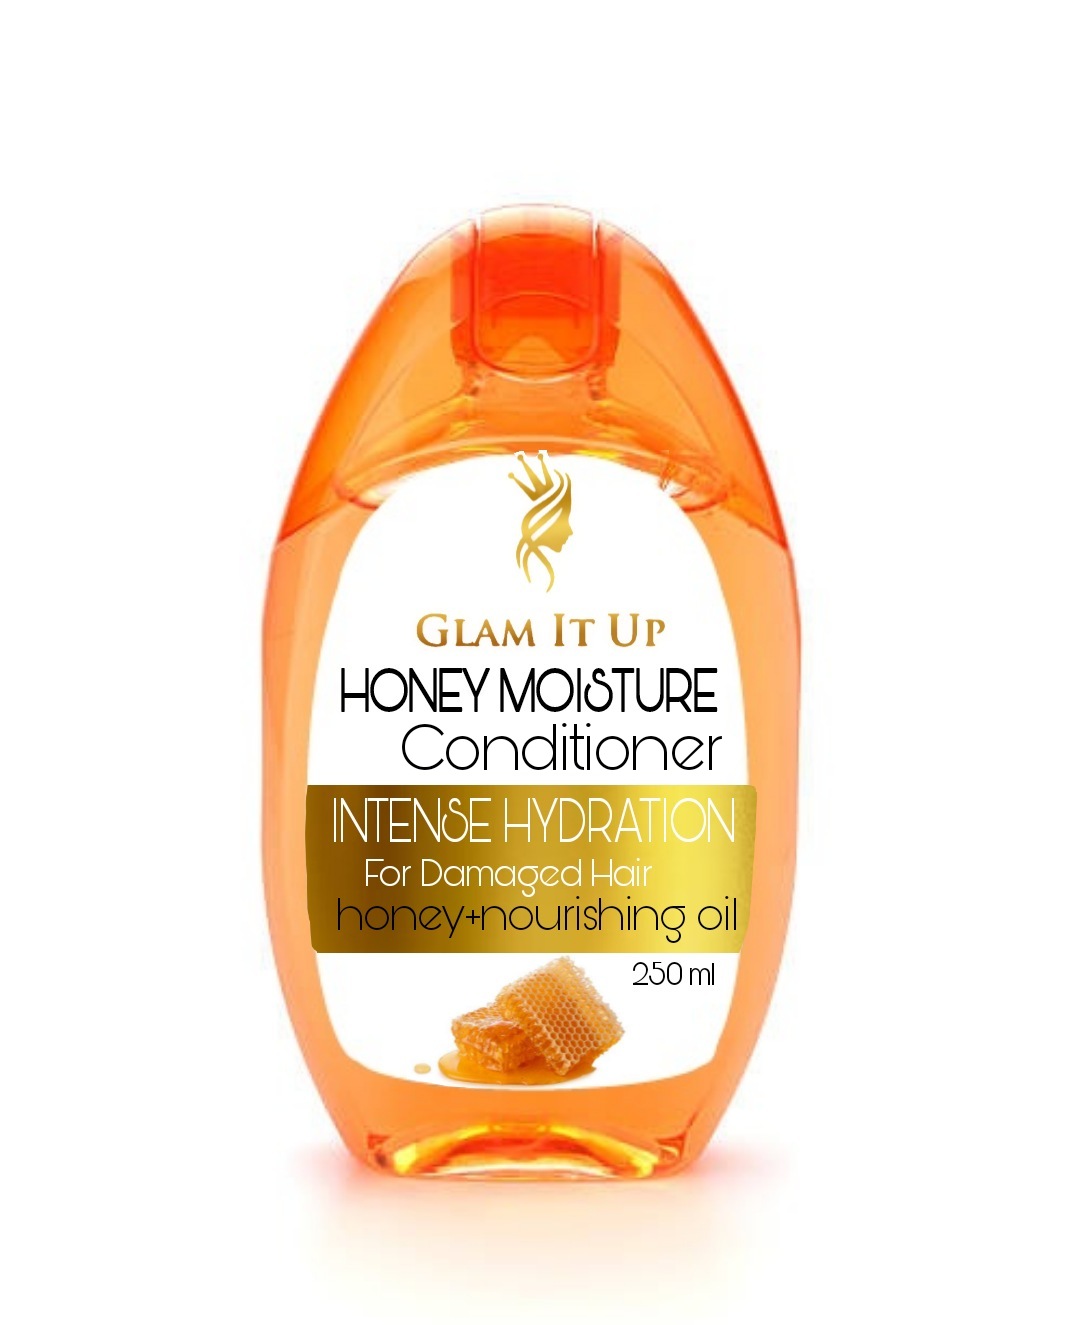 GLAM IT UP
HONEY MOISTURE
Conditioner
INTENSE HYDRATION
For Damaged Hair
honey+nourishing oil
250 ml